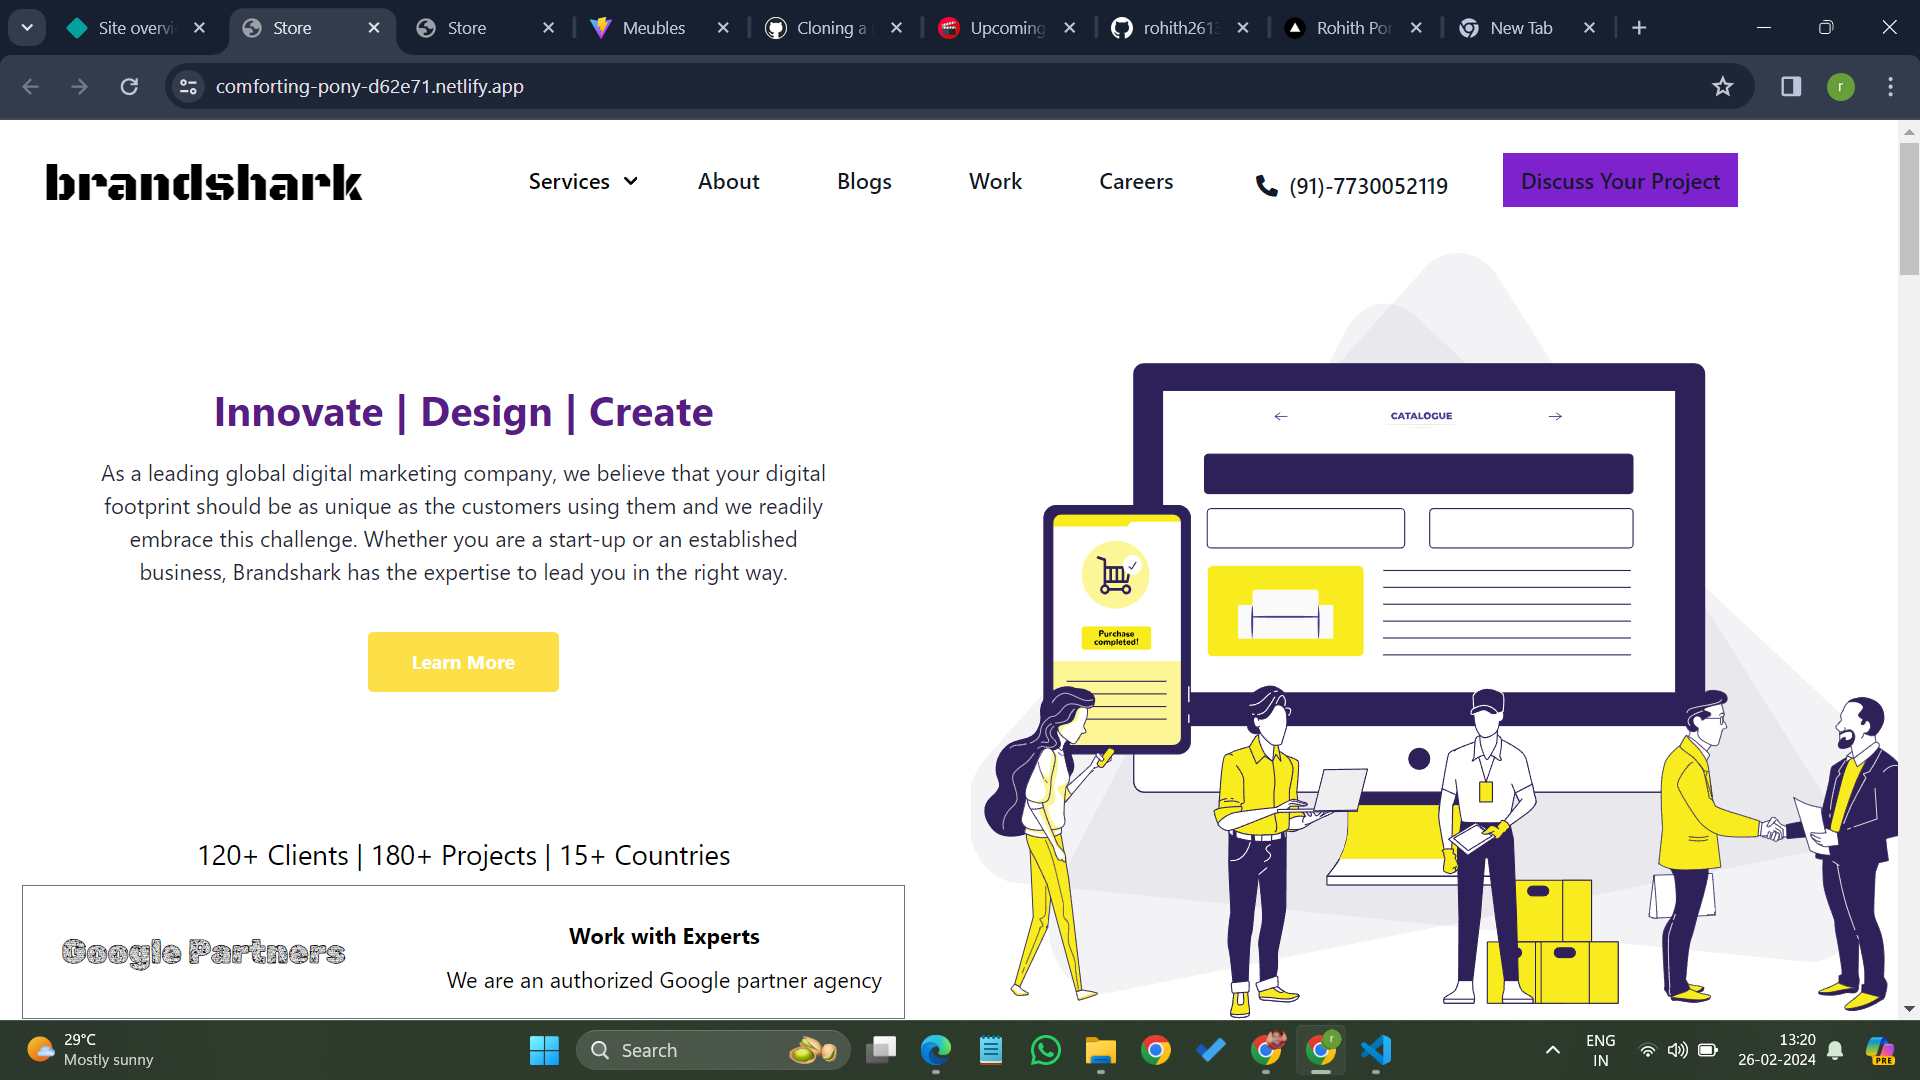 Site overvi
Store
Store
Meubles
Cloning a
Upcoming
rohith261
Rohith Por
New Tab
comforting-pony-d62e71.netlify.app
r
brandshark
Services
About
Blogs
Work
Careers
(91)-7730052119
Discuss Your Project
Innovate | Design | Create
As a leading global digital marketing company, we believe that your digital
footprint should be as unique as the customers using them and we readily
embrace this challenge. Whether you are a start-up or an established
business, Brandshark has the expertise to lead you in the right way.
Learn More
CATALOGUE
Purchase
completed!
120+ Clients | 180+ Projects | 15+ Countries
Google Partners
Work with Experts
We are an authorized Google partner agency
29°C
Mostly sunny
Search
r
ENG
IN
13:20
26-02-2024
PRE